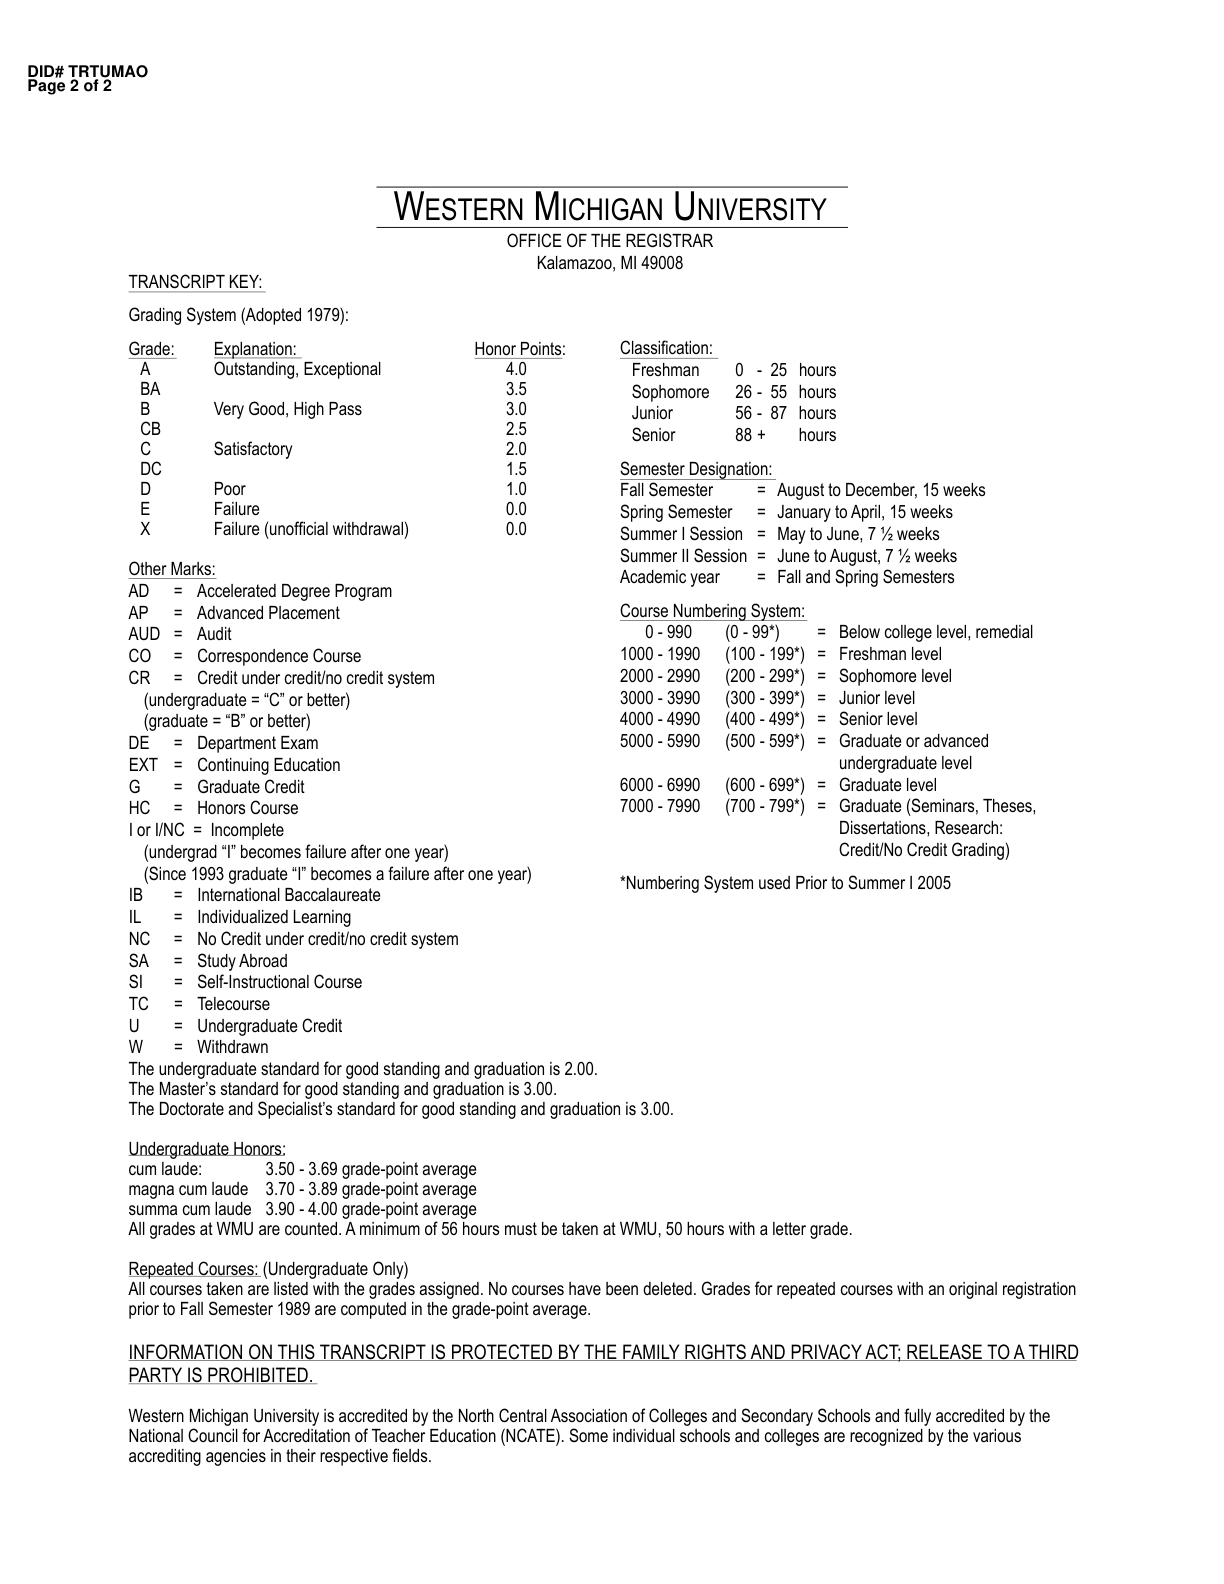 DID# TRTUMAO
Page 2 of 2
WESTERN MICHIGAN UNIVERSITY
OFFICE OF THE REGISTRAR
Kalamazoo, MI 49008
TRANSCRIPT KEY:
Grading System (Adopted 1979):
Grade: Explanation: Honor Points:
A Outstanding, Exceptional 4.0
BA 3.5
B Very Good, High Pass 3.0
CB 2.5
C Satisfactory 2.0
DC 1.5
D Poor 1.0
E Failure 0.0
X Failure (unofficial withdrawal) 0.0
Other Marks:
AD = Accelerated Degree Program
AP = Advanced Placement
AUD = Audit
CO = Correspondence Course
CR = Credit under credit/no credit system
(undergraduate = “C” or better)
(graduate = “B” or better)
DE = Department Exam
EXT = Continuing Education
G = Graduate Credit
HC = Honors Course
I or I/NC = Incomplete
(undergrad “I” becomes failure after one year)
(Since 1993 graduate “I” becomes a failure after one year)
IB = International Baccalaureate
IL = Individualized Learning
NC = No Credit under credit/no credit system
SA = Study Abroad
SI = Self-Instructional Course
TC = Telecourse
U = Undergraduate Credit
W = Withdrawn
The undergraduate standard for good standing and graduation is 2.00.
The Master’s standard for good standing and graduation is 3.00.
The Doctorate and Specialist’s standard for good standing and graduation is 3.00.
Classification:
Freshman 0 - 25 hours
Sophomore 26 - 55 hours
Junior 56 - 87 hours
Senior 88 + hours
Semester Designation:
Fall Semester = August to December, 15 weeks
Spring Semester = January to April, 15 weeks
Summer I Session = May to June, 7 ½ weeks
Summer II Session = June to August, 7 ½ weeks
Academic year = Fall and Spring Semesters
Course Numbering System:
0 - 990 (0 - 99*) = Below college level, remedial
1000 - 1990 (100 - 199*) = Freshman level
2000 - 2990 (200 - 299*) = Sophomore level
3000 - 3990 (300 - 399*) = Junior level
4000 - 4990 (400 - 499*) = Senior level
5000 - 5990 (500 - 599*) = Graduate or advanced
undergraduate level
6000 - 6990 (600 - 699*) = Graduate level
7000 - 7990 (700 - 799*) = Graduate (Seminars, Theses,
Dissertations, Research:
Credit/No Credit Grading)
*Numbering System used Prior to Summer I 2005
Undergraduate Honors:
cum laude: 3.50 - 3.69 grade-point average
magna cum laude 3.70 - 3.89 grade-point average
summa cum laude 3.90 - 4.00 grade-point average
All grades at WMU are counted. A minimum of 56 hours must be taken at WMU, 50 hours with a letter grade.
Repeated Courses: (Undergraduate Only)
All courses taken are listed with the grades assigned. No courses have been deleted. Grades for repeated courses with an original registration
prior to Fall Semester 1989 are computed in the grade-point average.
INFORMATION ON THIS TRANSCRIPT IS PROTECTED BY THE FAMILY RIGHTS AND PRIVACY ACT; RELEASE TO A THIRD
PARTY IS PROHIBITED.
Western Michigan University is accredited by the North Central Association of Colleges and Secondary Schools and fully accredited by the
National Council for Accreditation of Teacher Education (NCATE). Some individual schools and colleges are recognized by the various
accrediting agencies in their respective fields.